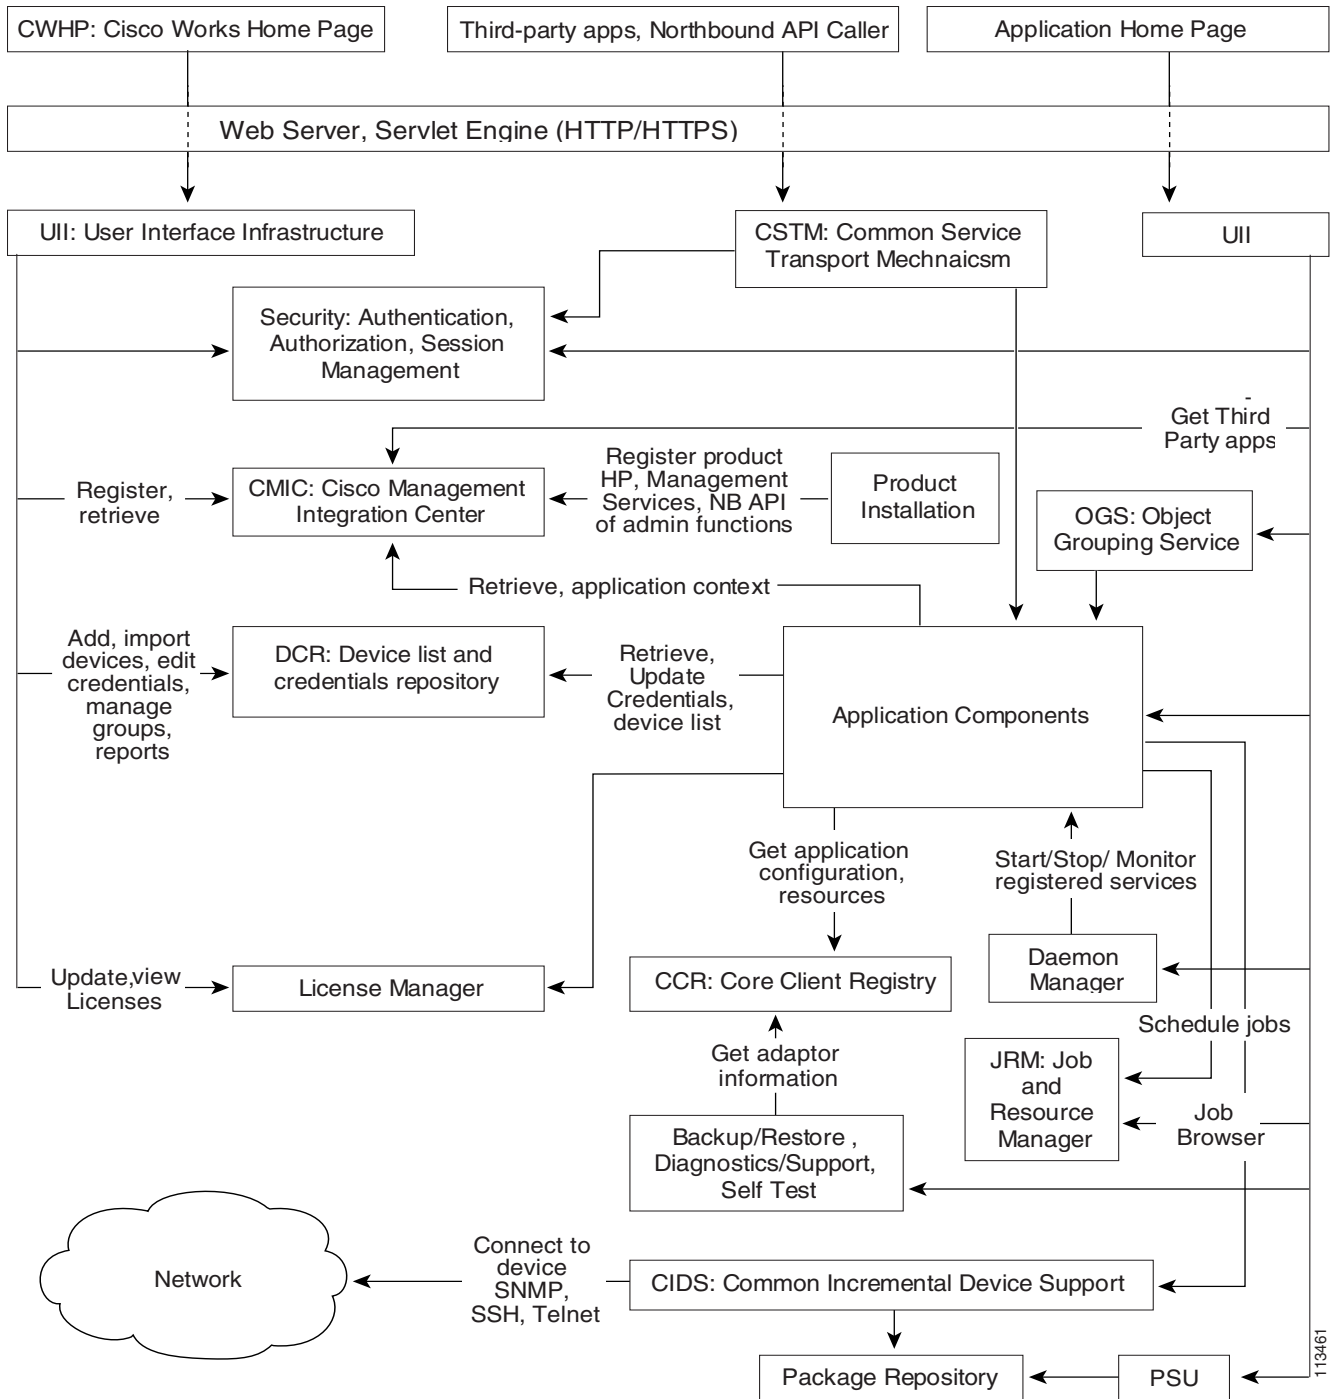 CWHP: Cisco Works Home Page
Third-party apps, Northbound API Caller
Application Home Page
Web Server, Servlet Engine (HTTP/HTTPS)
UII: User Interface Infrastructure
CSTM: Common Service
Transport Mechnaicsm
UII
Security: Authentication,
Authorization, Session
Management
Get Third
Party apps
Register,
retrieve
CMIC: Cisco Management
Integration Center
Register product
HP, Management
Services, NB API
of admin functions
Product
Installation
OGS: Object
Grouping Service
Retrieve, application context
Add, import
devices, edit
credentials,
manage
groups,
reports
DCR: Device list and
credentials repository
Retrieve,
Update
Credentials,
device list
Application Components
Get application
configuration,
resources
Start/Stop/ Monitor
registered services
Update,view
Licenses
License Manager
CCR: Core Client Registry
Daemon
Manager
Schedule jobs
Get adaptor
information
JRM: Job
and
Resource
Manager
Job
Browser
Backup/Restore ,
Diagnostics/Support,
Self Test
Network
Connect to
device
SNMP,
SSH, Telnet
CIDS: Common Incremental Device Support
Package Repository
PSU
113461